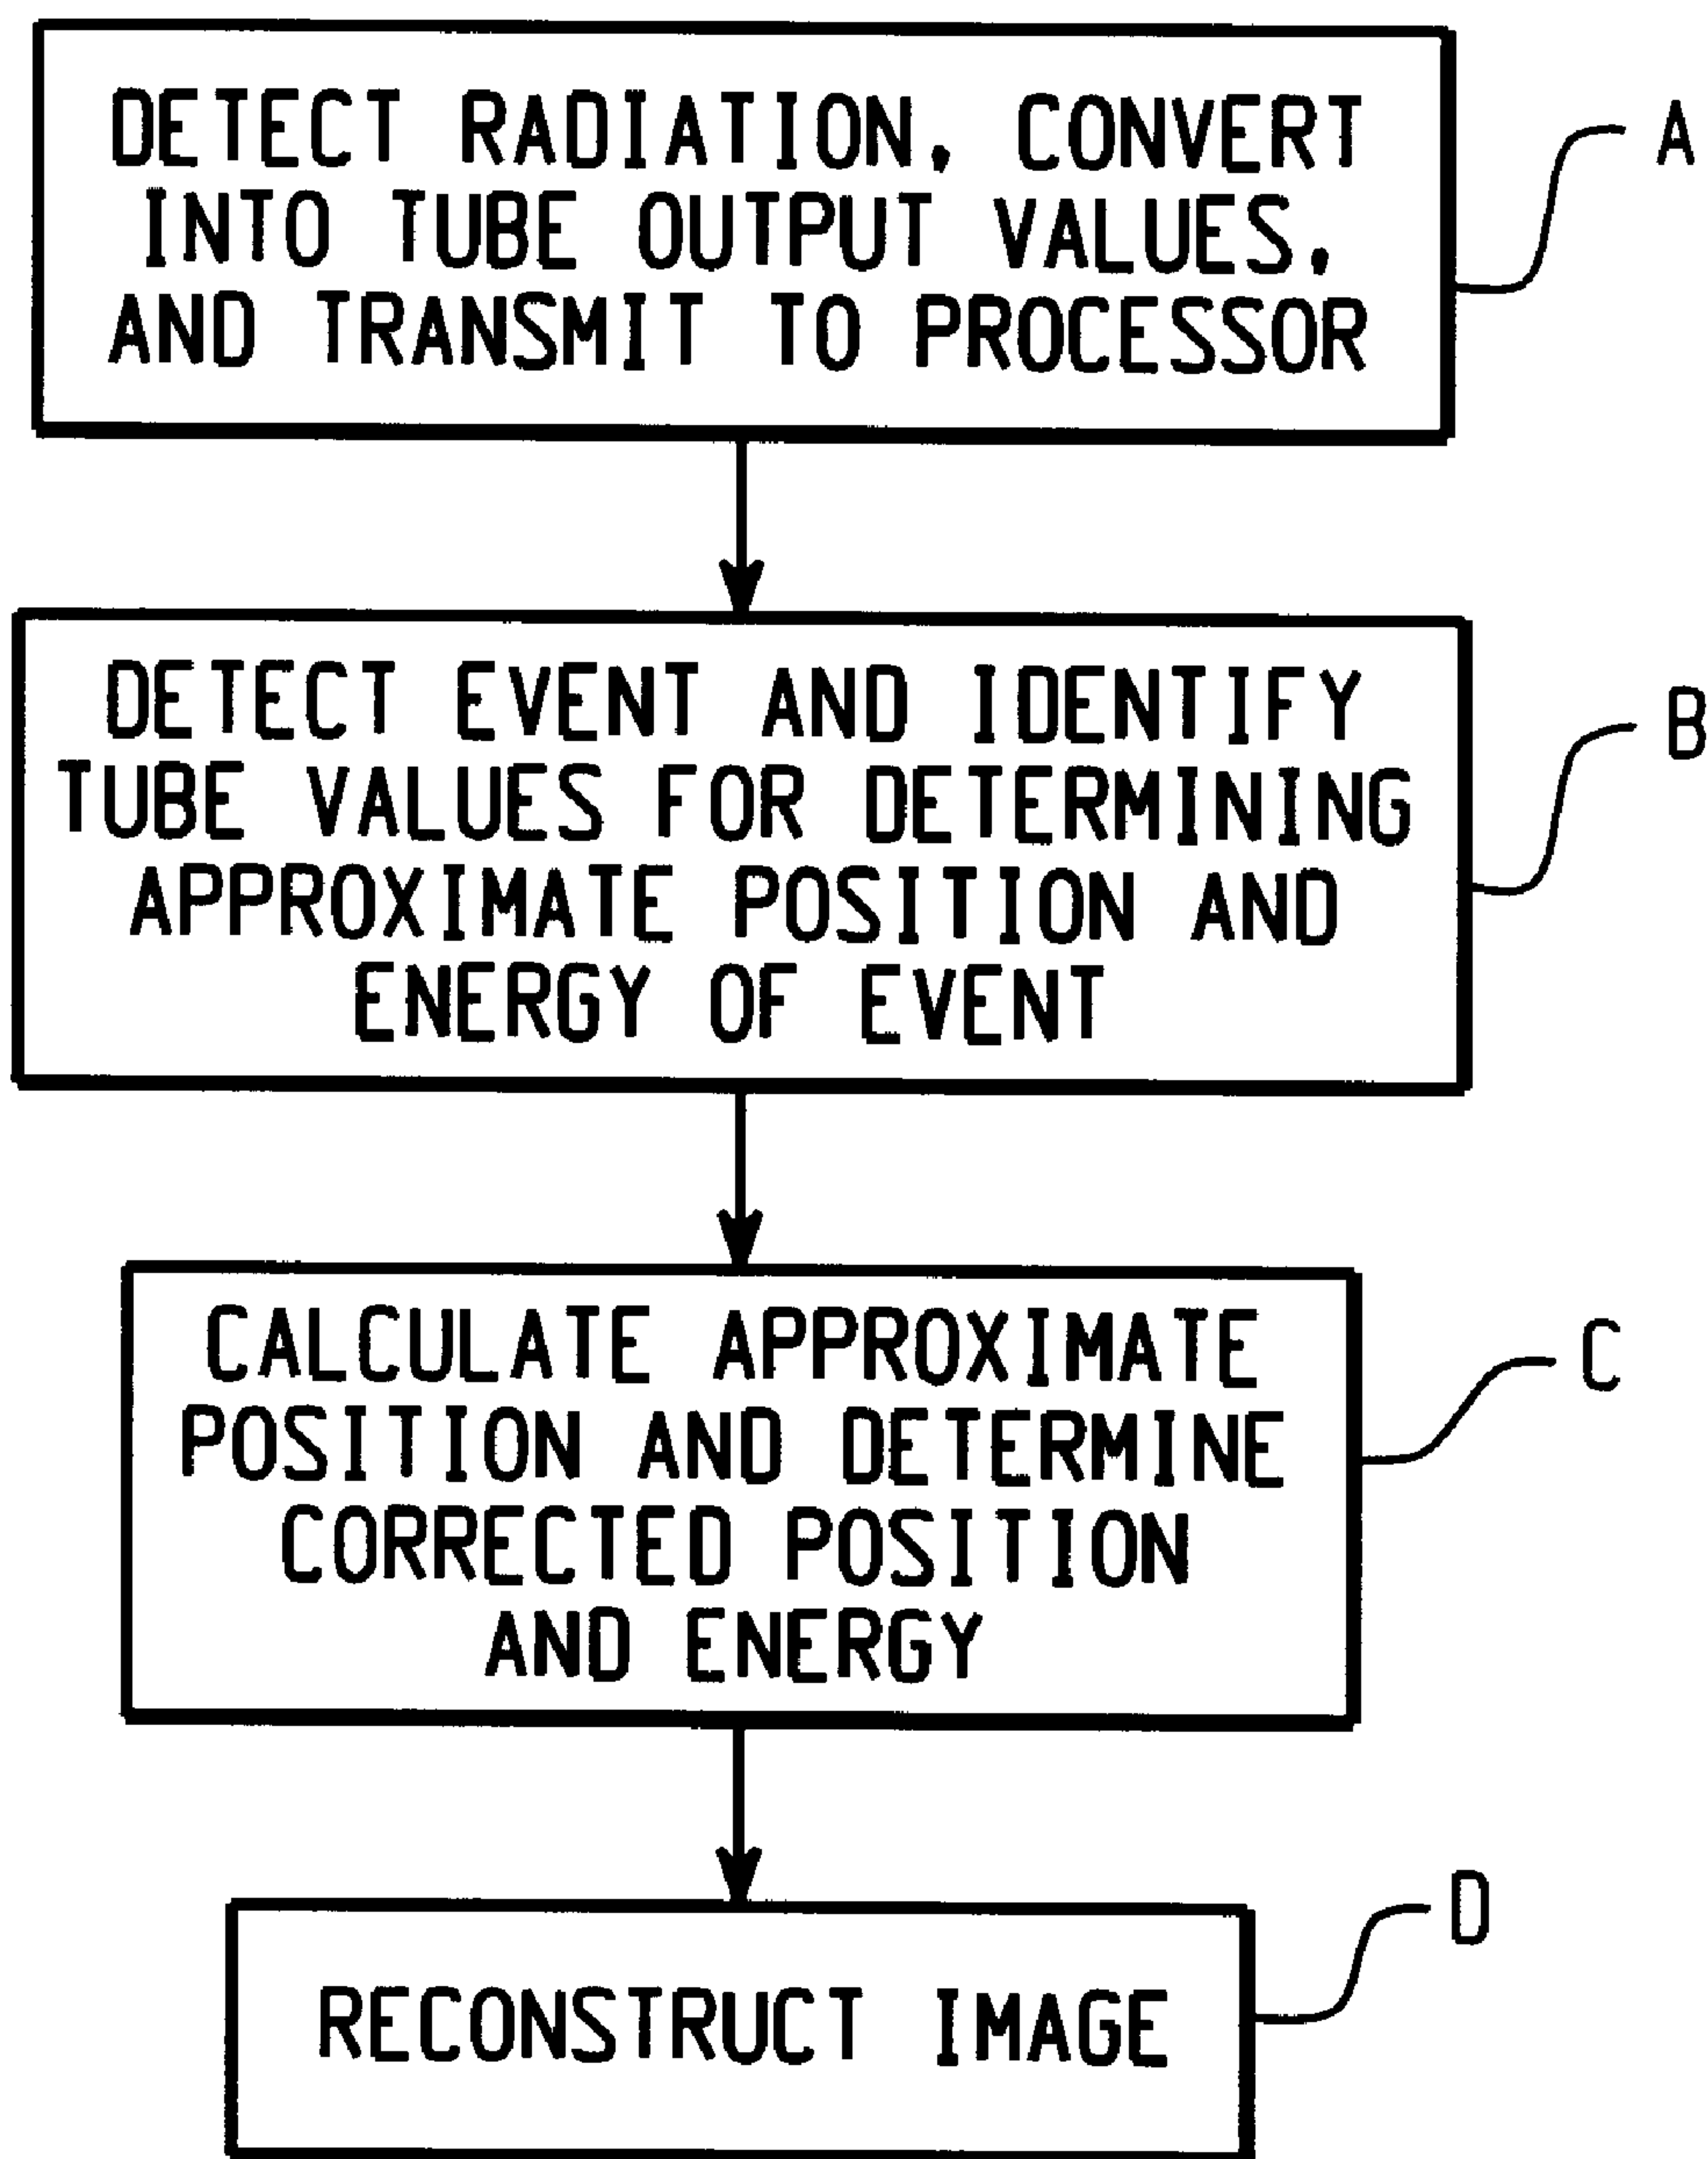 DETECT RADIATION, CONVERT
INTO TUBE OUTPUT VALUES,
AND TRANSMIT TO PROCESSOR
A
DETECT EVENT AND IDENTIFY
TUBE VALUES FOR DETERMINING
APPROXIMATE POSITION AND
ENERGY OF EVENT
B
CALCULATE APPROXIMATE
POSITION AND DETERMINE
CORRECTED POSITION
AND ENERGY
C
RECONSTRUCT IMAGE
D